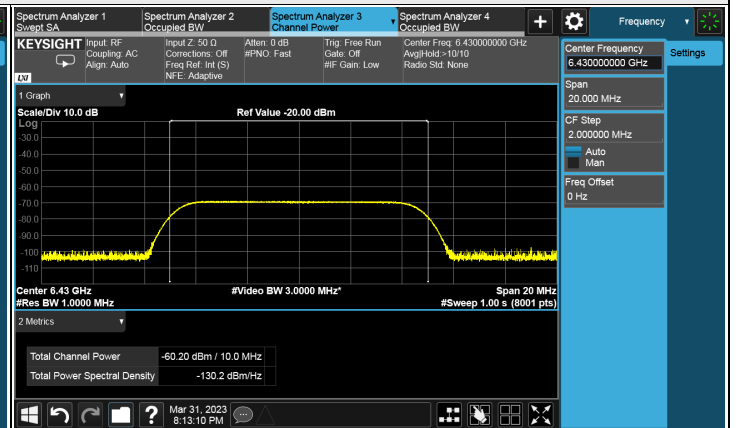 Spectrum Analyzer 1
Swept SA
Spectrum Analyzer 2
Occupied BW
Spectrum Analyzer 3
Channel Power
Spectrum Analyzer 4
Occupied BW
+
Frequency
KEYSIGHT
LXI
Input: RF
Coupling: AC
Align: Auto
Input Z: 50 Ω
Corrections: Off
Freq Ref: Int (S)
NFE: Adaptive
Atten: 0 dB
#PNO: Fast
Trig: Free Run
Gate: Off
#IF Gain: Low
Center Freq: 6.430000000 GHz
Avg|Hold:>10/10
Radio Std: None
Center Frequency
6.430000000 GHz
Settings
Span
20.000 MHz
CF Step
2.000000 MHz
Auto
Man
Freq Offset
0 Hz
1 Graph
Scale/Div 10.0 dB
Ref Value -20.00 dBm
Log
-30.0
-40.0
-50.0
-60.0
-70.0
-80.0
-90.0
-100
-110
Center 6.43 GHz
#Video BW 3.0000 MHz*
Span 20 MHz
#Res BW 1.0000 MHz
#Sweep 1.00 s (8001 pts)
2 Metrics
Total Channel Power -60.20 dBm / 10.0 MHz
Total Power Spectral Density -130.2 dBm/Hz
?
Mar 31, 2023
8:13:10 PM